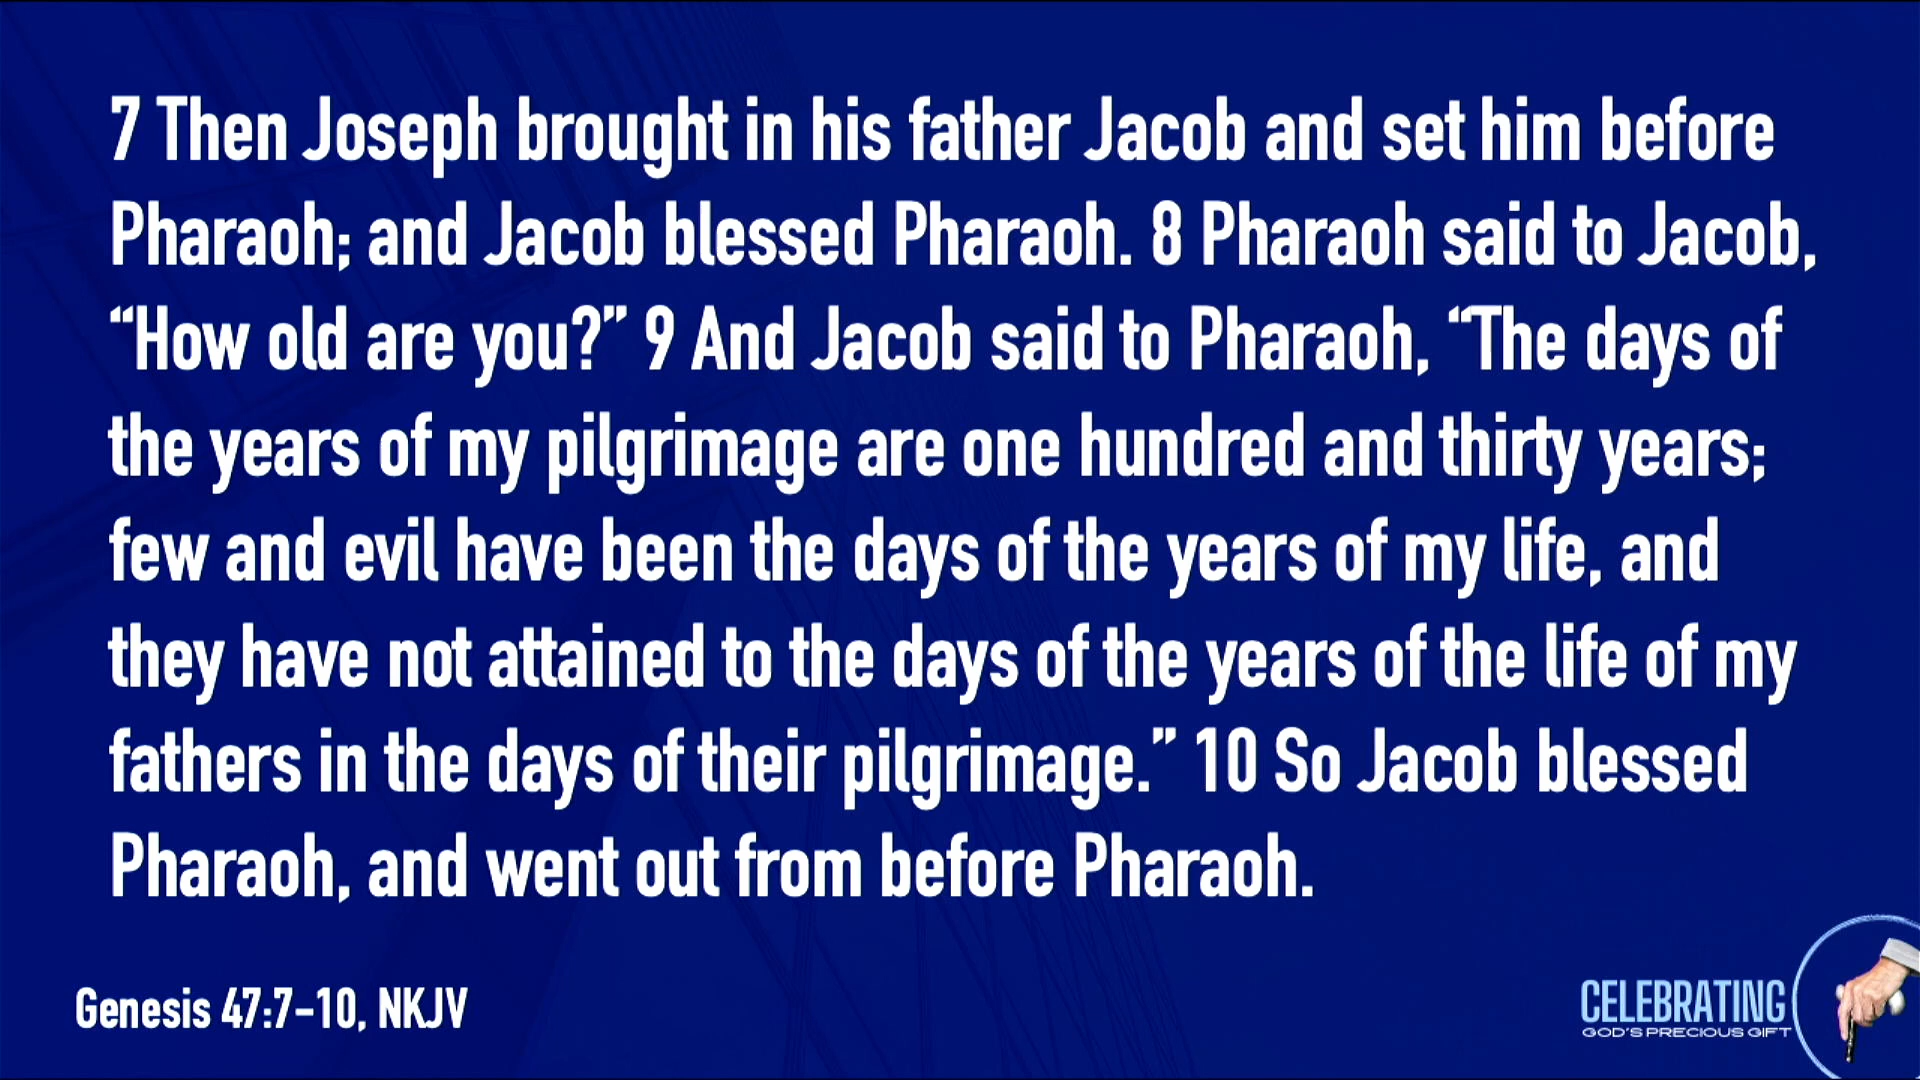 7 Then Joseph brought in his father Jacob and set him before
Pharaoh; and Jacob blessed Pharaoh. 8 Pharaoh said to Jacob,
“How old are you?” 9 And Jacob said to Pharaoh, “The days of
the years of my pilgrimage are one hundred and thirty years;
few and evil have been the days of the years of my life, and
they have not attained to the days of the years of the life of my
fathers in the days of their pilgrimage.” 10 So Jacob blessed
Pharaoh, and went out from before Pharaoh.
Genesis 47:7–10, NKJV
CELEBRATING
GOD'S PRECIOUS GIFT